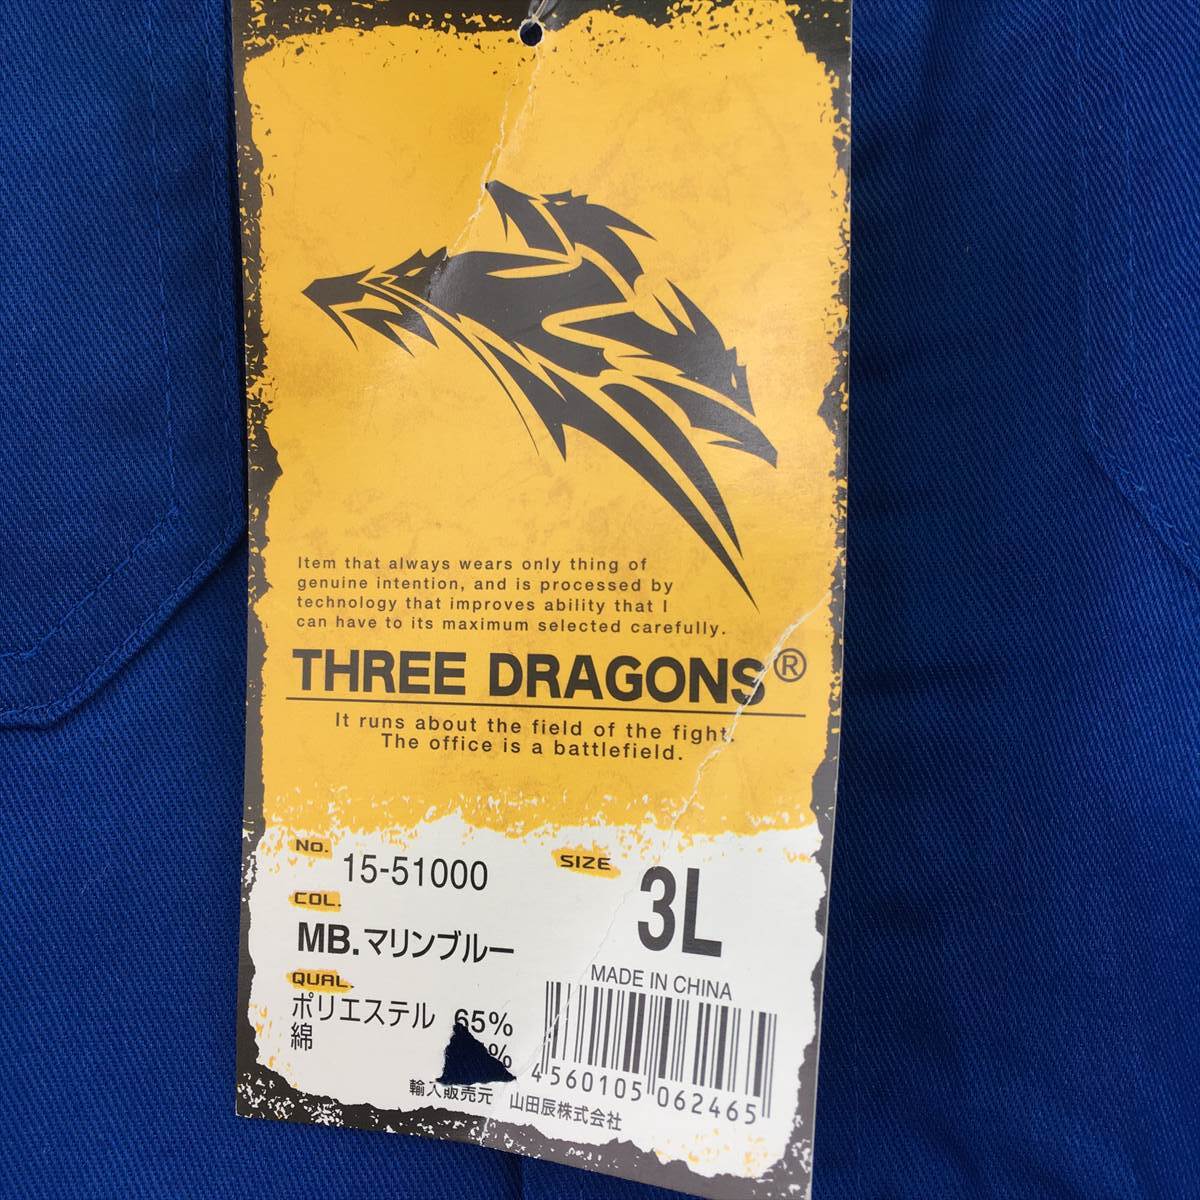 Item that always wears only thing of
genuine intention, and is processed by
technology that improves ability that I
can have to its maximum selected carefully.
THREE DRAGONS®
It runs about the field of the fight.
The office is a battlefield.
No. 15-51000
SIZE 3L
COL.
MB.マリンブルー
MADE IN CHINA
QUAL.
ポリエステル 65%
綿 %
4560105062465
輸入販売元 山田辰株式会社